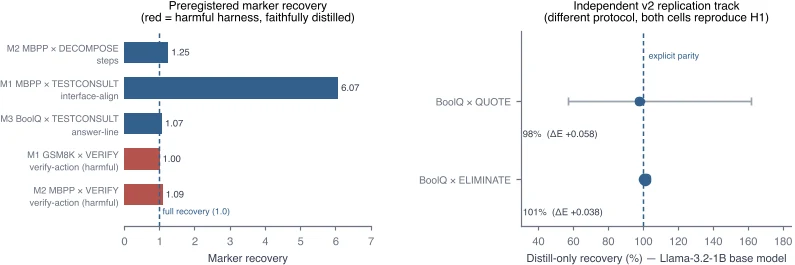 Preregistered marker recovery
(red = harmful harness, faithfully distilled)
M2 MBPP × DECOMPOSE
steps
1.25
M1 MBPP × TESTCONSULT
interface-align
6.07
M3 BoolQ × TESTCONSULT
answer-line
1.07
M1 GSM8K × VERIFY
verify-action (harmful)
1.00
M2 MBPP × VERIFY
verify-action (harmful)
1.09
full recovery (1.0)
0 1 2 3 4 5 6 7
Marker recovery
Independent v2 replication track
(different protocol, both cells reproduce H1)
explicit parity
BoolQ × QUOTE
98% (ΔE +0.058)
BoolQ × ELIMINATE
101% (ΔE +0.038)
40 60 80 100 120 140 160 180
Distill-only recovery (%) — Llama-3.2-1B base model